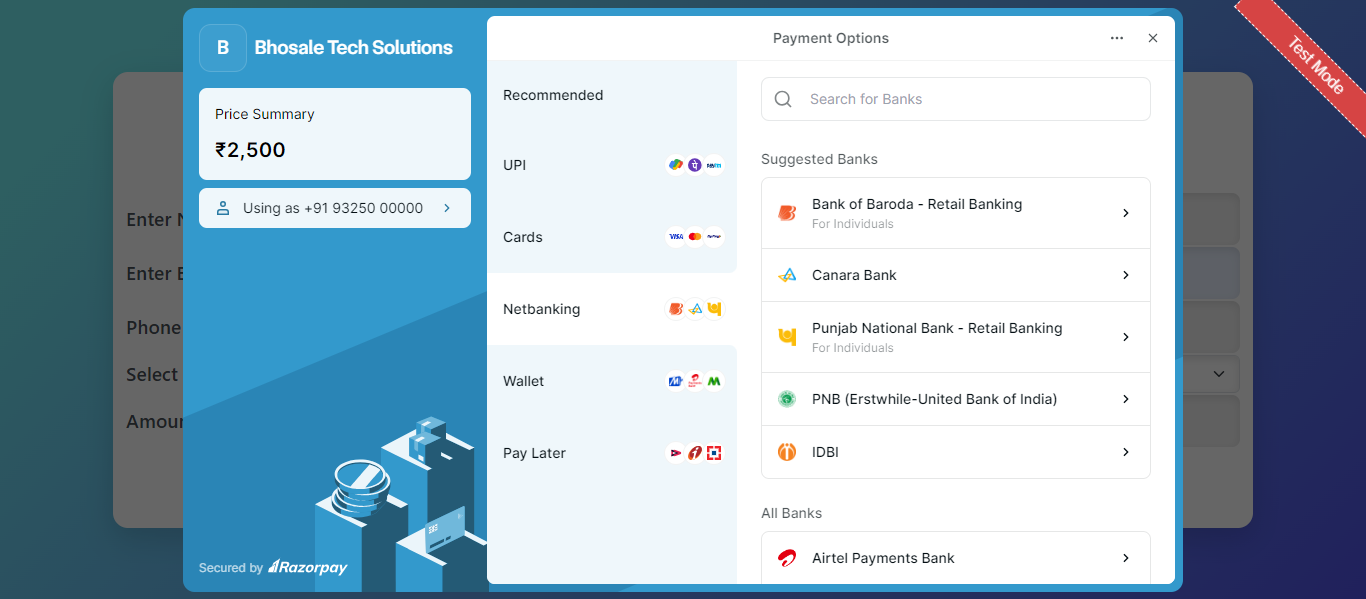 B
Bhosale Tech Solutions
Price Summary
₹2,500
Using as +91 93250 00000
Secured by Razorpay
Payment Options
Recommended
UPI
Cards
Netbanking
Wallet
Pay Later
Search for Banks
Suggested Banks
Bank of Baroda - Retail Banking
For Individuals
Canara Bank
Punjab National Bank - Retail Banking
For Individuals
PNB (Erstwhile-United Bank of India)
IDBI
All Banks
Airtel Payments Bank
Test Mode
Enter
Enter
Phone
Select
VISA